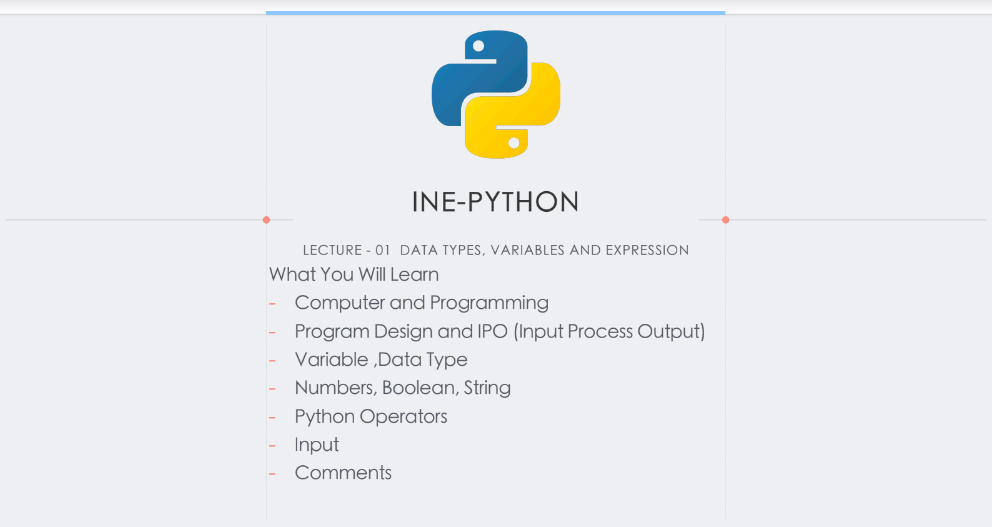 INE-PYTHON
LECTURE - 01 DATA TYPES, VARIABLES AND EXPRESSION
What You Will Learn
- Computer and Programming
- Program Design and IPO (Input Process Output)
- Variable ,Data Type
- Numbers, Boolean, String
- Python Operators
- Input
- Comments